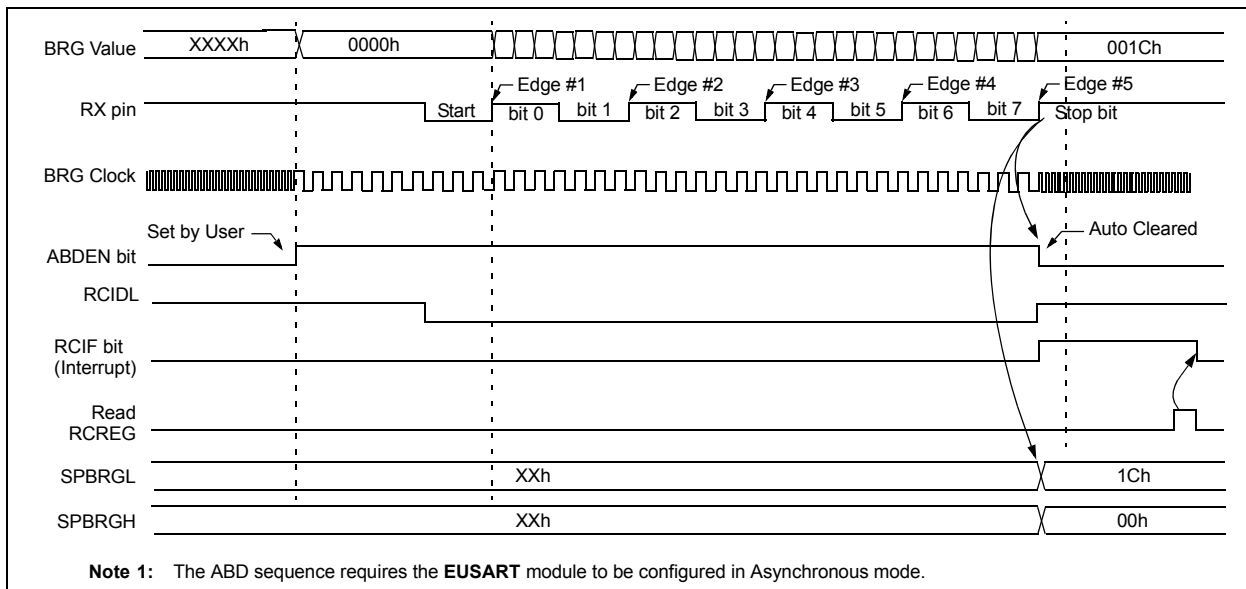 BRG Value XXXXh 0000h 001Ch
Edge #1 Edge #2 Edge #3 Edge #4 Edge #5
RX pin Start bit 0 bit 1 bit 2 bit 3 bit 4 bit 5 bit 6 bit 7 Stop bit
BRG Clock
Set by User Auto Cleared
ABDEN bit
RCIDL
RCIF bit
(Interrupt)
Read
RCREG
SPBRGL XXh 1Ch
SPBRGH XXh 00h
Note 1: The ABD sequence requires the EUSART module to be configured in Asynchronous mode.